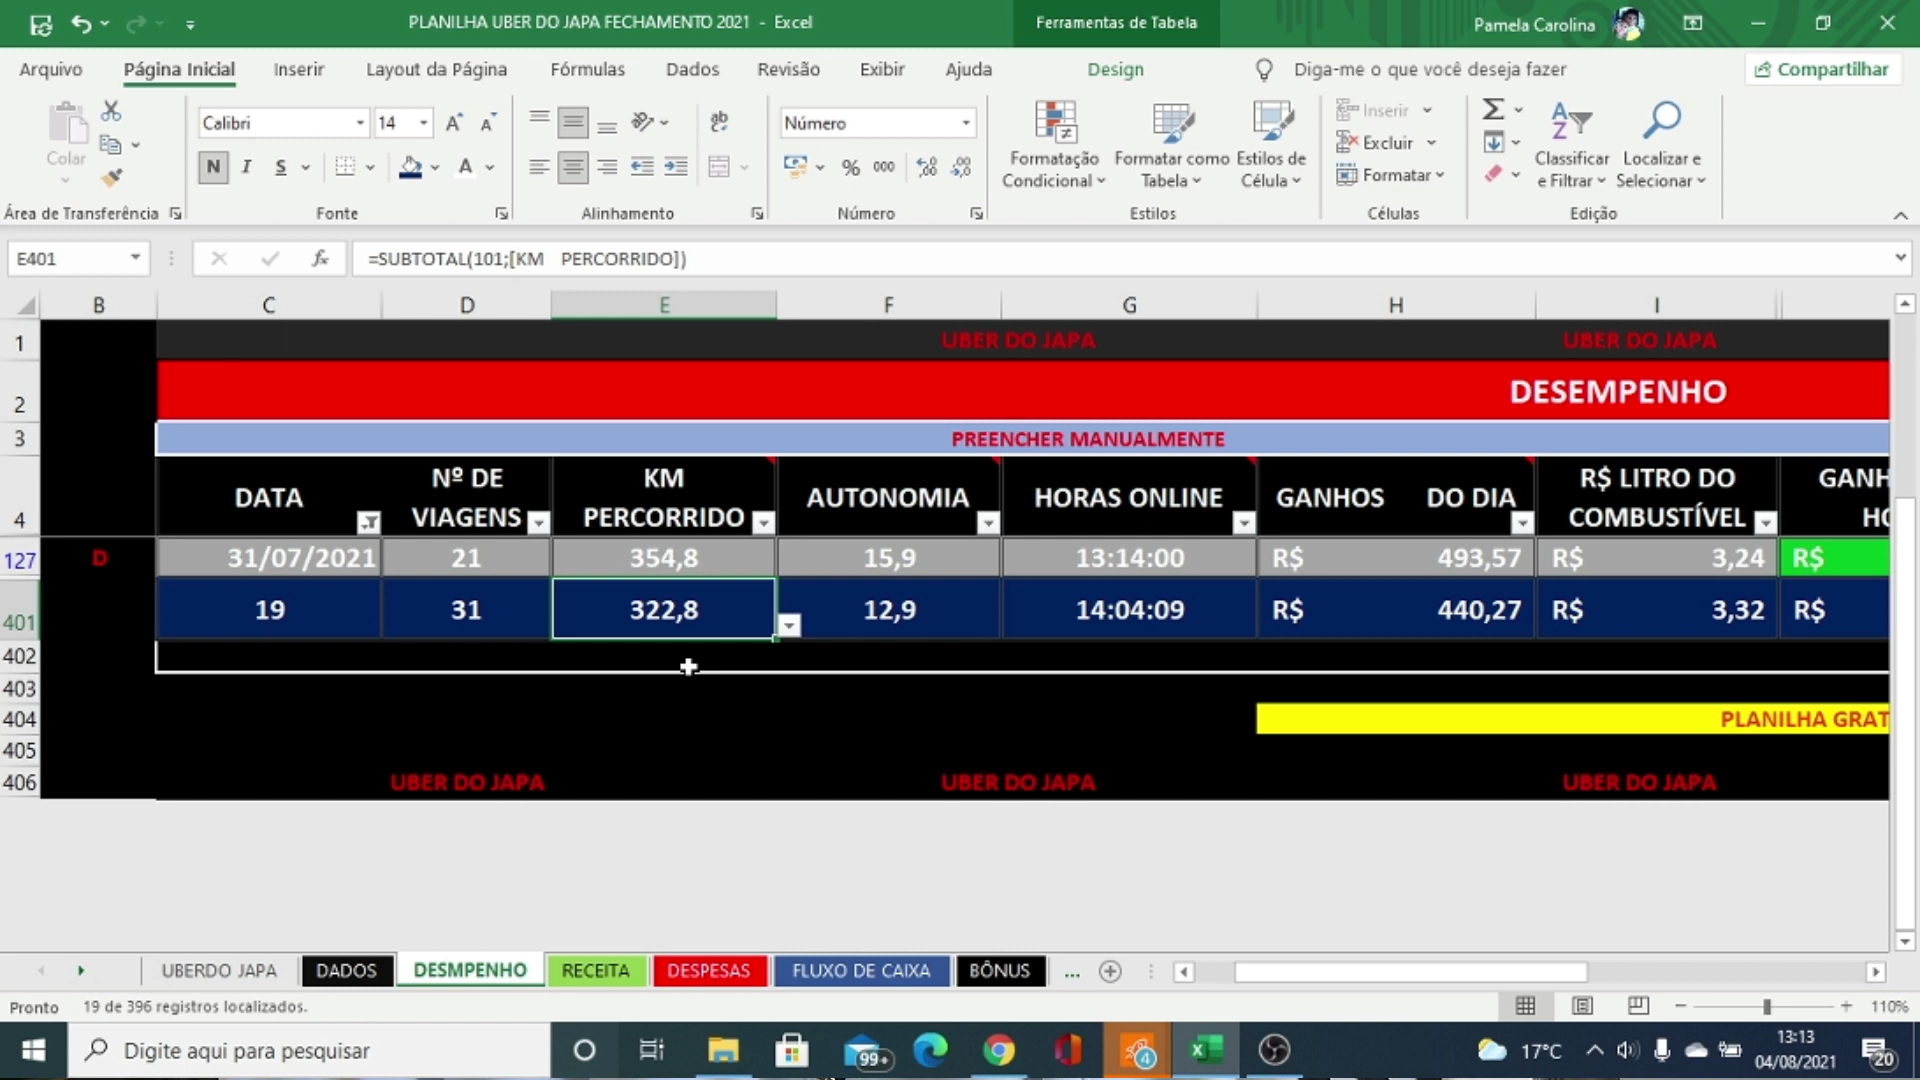 PLANILHA UBER DO JAPA FECHAMENTO 2021 - Excel
Ferramentas de Tabela
Pamela Carolina
Arquivo Página Inicial Inserir Layout da Página Fórmulas Dados Revisão Exibir Ajuda Design Diga-me o que você deseja fazer Compartilhar
Colar
Calibri 14
N I S
Número
% 000
Formatação Condicional
Formatar como Tabela
Estilos de Célula
Inserir
Excluir
Formatar
Classificar e Filtrar
Localizar e Selecionar
Área de Transferência Fonte Alinhamento Número Estilos Células Edição
E401 fx =SUBTOTAL(101;[KM PERCORRIDO])
B C D E F G H I
1 UBER DO JAPA UBER DO JAPA
2 DESEMPENHO
3 PREENCHER MANUALMENTE
4 DATA Nº DE VIAGENS KM PERCORRIDO AUTONOMIA HORAS ONLINE GANHOS DO DIA R$ LITRO DO COMBUSTÍVEL GANH HO
127 D 31/07/2021 21 354,8 15,9 13:14:00 R$ 493,57 R$ 3,24 R$
401 19 31 322,8 12,9 14:04:09 R$ 440,27 R$ 3,32 R$
402
403
404 PLANILHA GRAT
405
406 UBER DO JAPA UBER DO JAPA UBER DO JAPA
UBERDO JAPA DADOS DESMPENHO RECEITA DESPESAS FLUXO DE CAIXA BÔNUS ...
Pronto 19 de 396 registros localizados. 110%
Digite aqui para pesquisar 99+ 4 17°C 13:13
04/08/2021 20